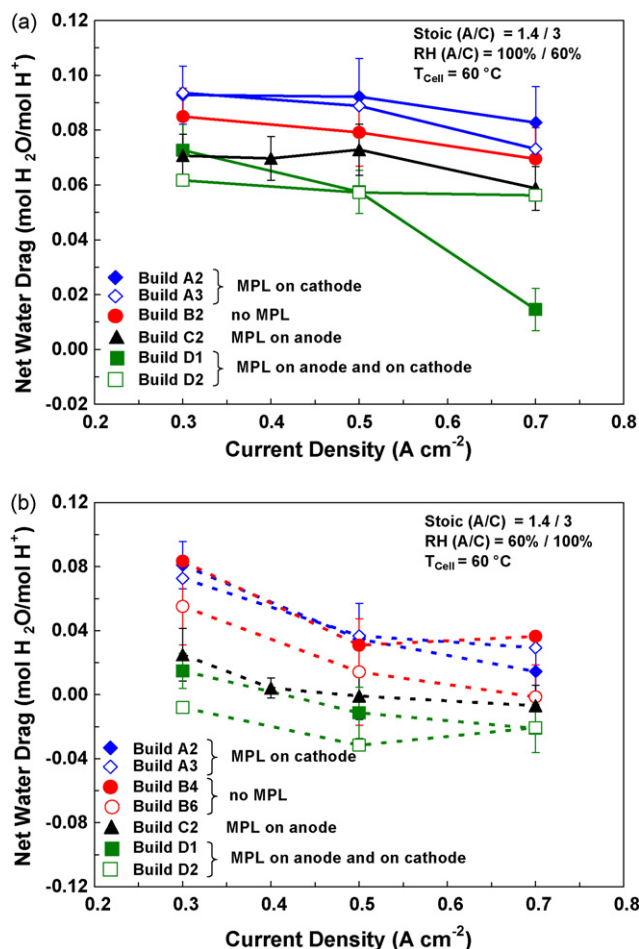 (a)
Stoic (A/C) = 1.4 / 3
RH (A/C) = 100% / 60%
T_Cell = 60 °C
Net Water Drag (mol H₂O/mol H⁺)
0.12
0.10
0.08
0.06
0.04
0.02
0.00
-0.02
Build A2
Build A3
MPL on cathode
Build B2 no MPL
Build C2 MPL on anode
Build D1
Build D2
MPL on anode and on cathode
0.2 0.3 0.4 0.5 0.6 0.7 0.8
Current Density (A cm⁻²)
(b)
Stoic (A/C) = 1.4 / 3
RH (A/C) = 60% / 100%
T_Cell = 60 °C
Net Water Drag (mol H₂O/mol H⁺)
0.12
0.08
0.04
0.00
-0.04
-0.08
-0.12
Build A2
Build A3
MPL on cathode
Build B4
Build B6
no MPL
Build C2 MPL on anode
Build D1
Build D2
MPL on anode and on cathode
0.2 0.3 0.4 0.5 0.6 0.7 0.8
Current Density (A cm⁻²)